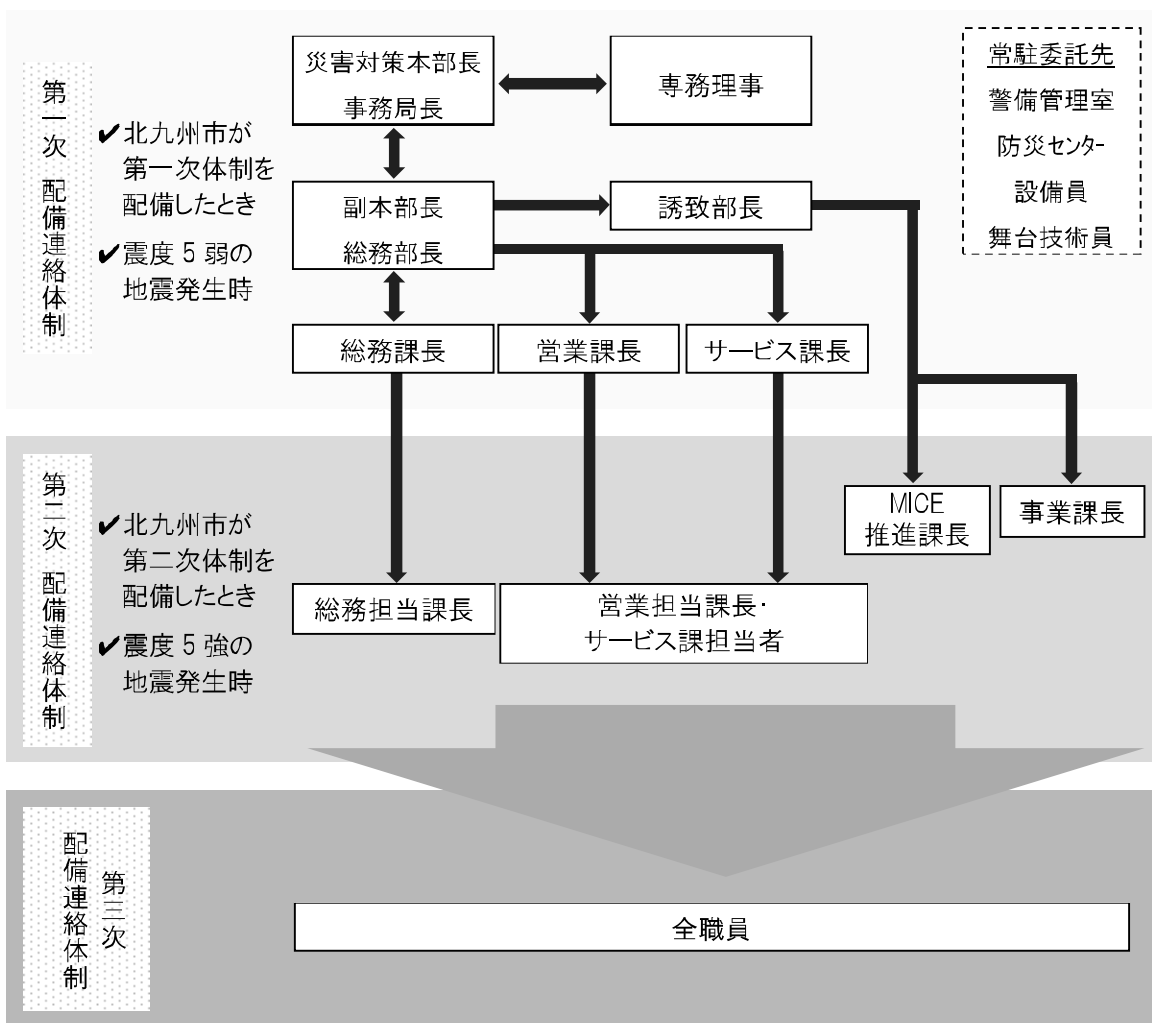 第一次 配備連絡体制
✔北九州市が
第一次体制を
配備したとき
✔震度5弱の
地震発生時
災害対策本部長
事務局長
専務理事
副本部長
総務部長
誘致部長
総務課長
営業課長
サービス課長
常駐委託先
警備管理室
防災センター
設備員
舞台技術員
第二次 配備連絡体制
✔北九州市が
第二次体制を
配備したとき
✔震度5強の
地震発生時
MICE
推進課長
事業課長
総務担当課長
営業担当課長・
サービス課担当者
第三次
配備連絡体制
全職員